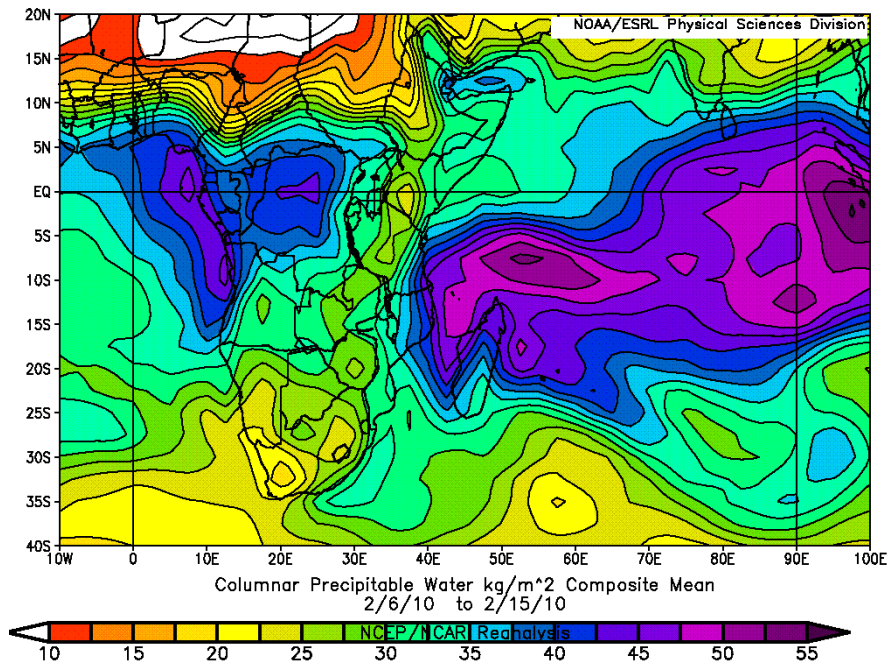 NOAA/ESRL Physical Sciences Division
20N
15N
10N
5N
EQ
5S
10S
15S
20S
25S
30S
35S
40S
10W 0 10E 20E 30E 40E 50E 60E 70E 80E 90E 100E
Columnar Precipitable Water kg/m^2 Composite Mean
2/6/10 to 2/15/10
NCEP/NCAR Reanalysis
10 15 20 25 30 35 40 45 50 55